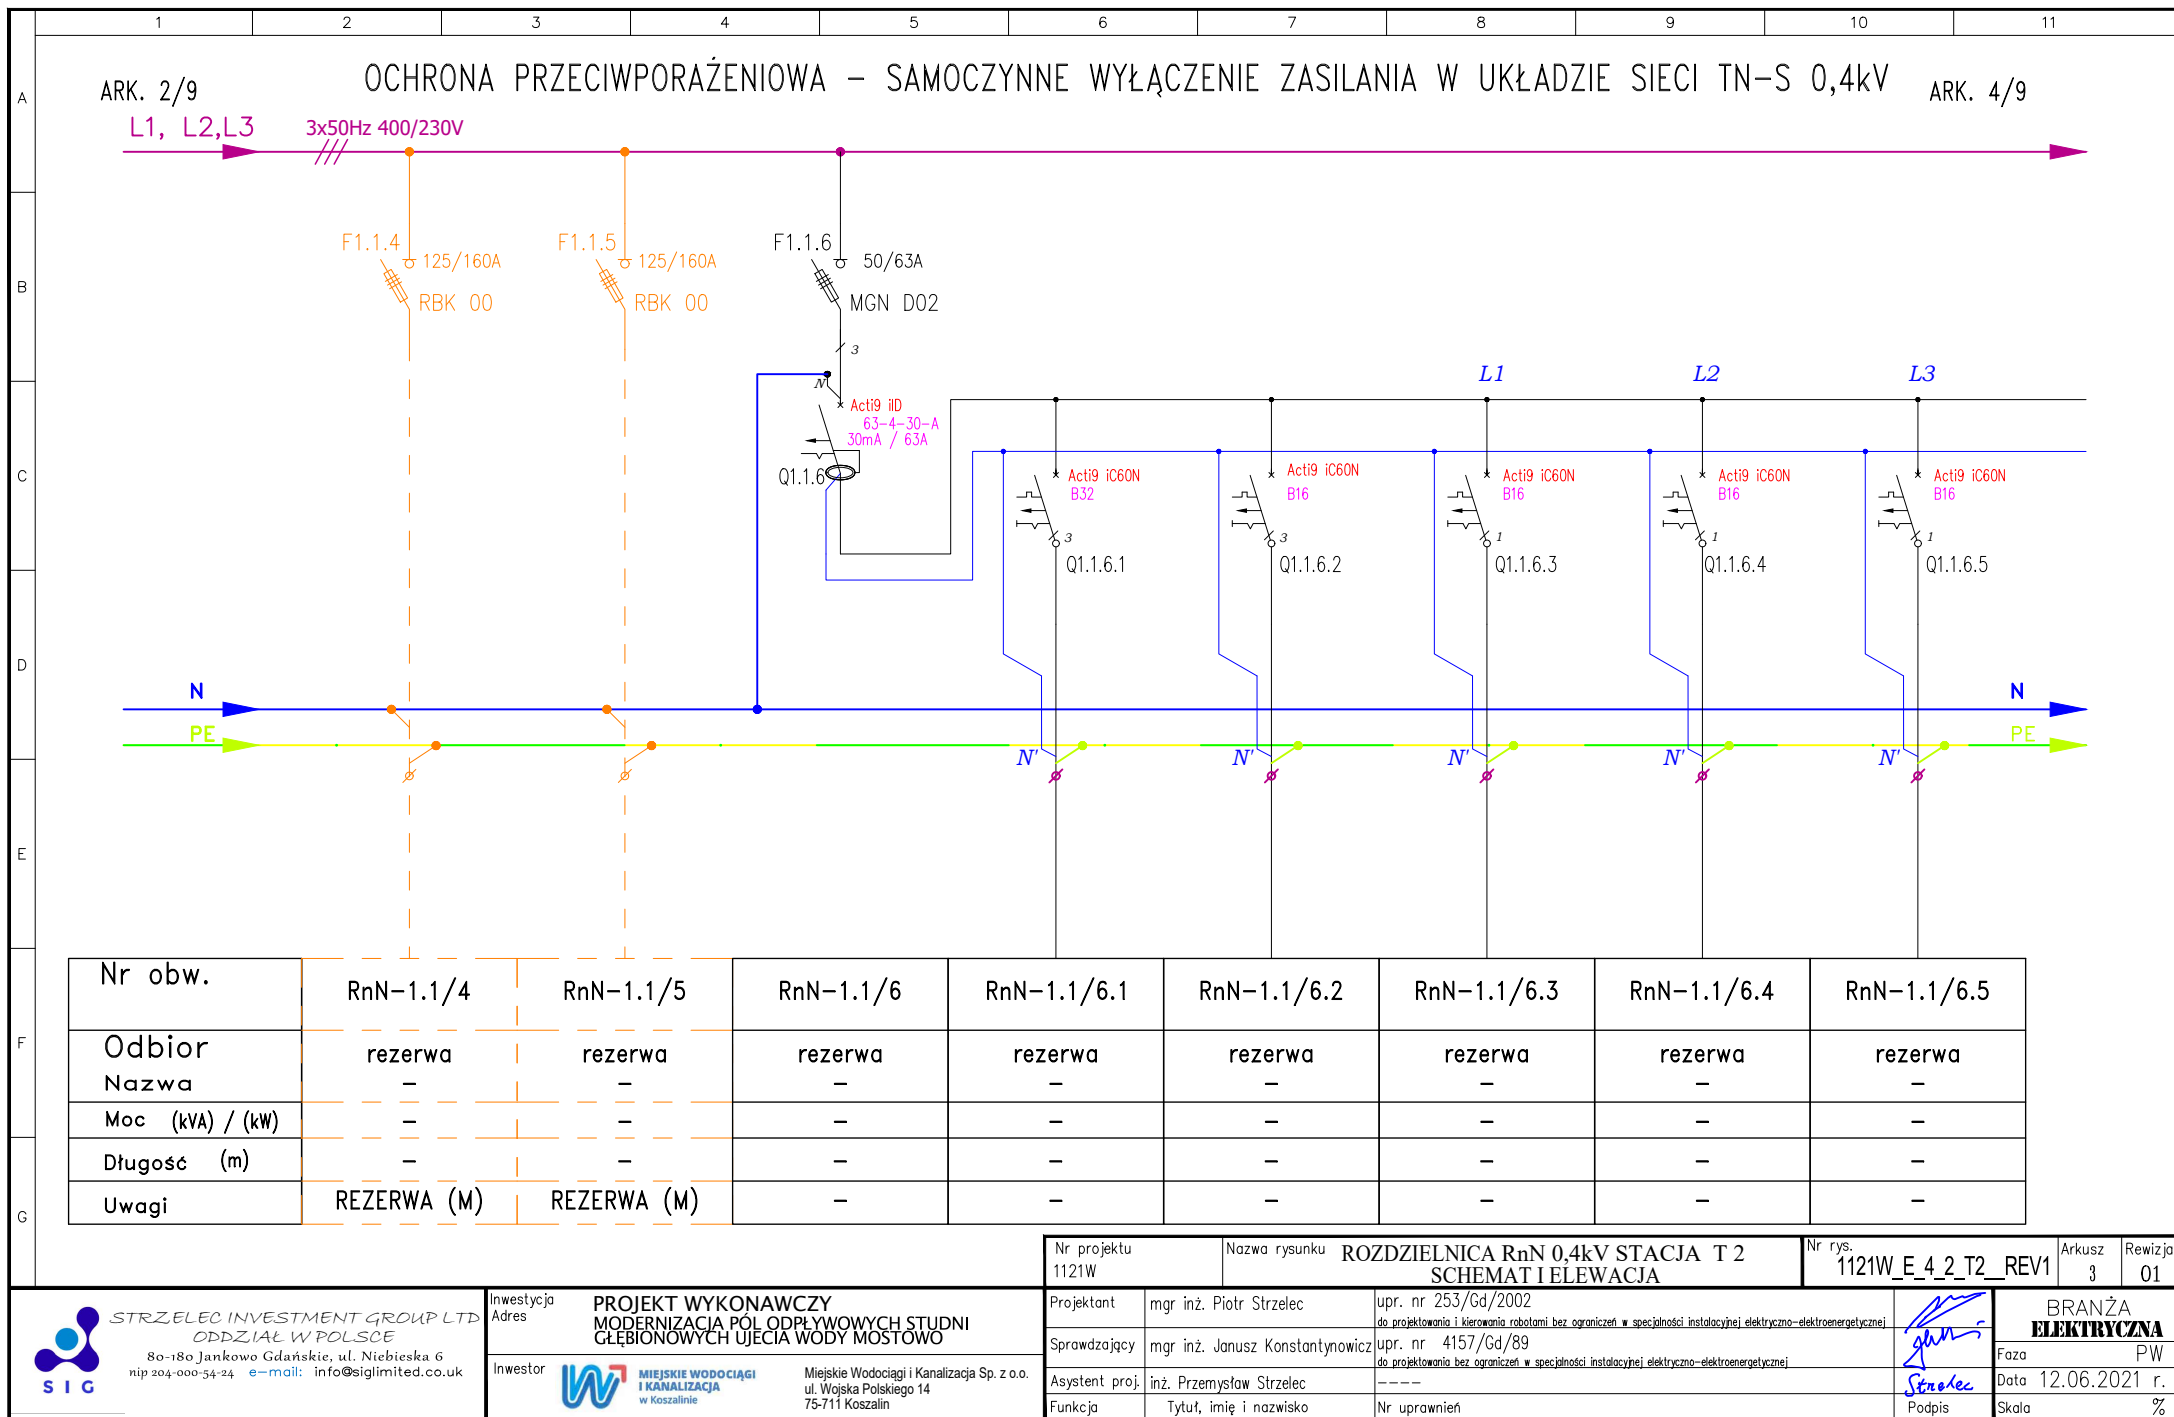 1 2 3 4 5 6 7 8 9 10 11
A
B
C
D
E
F
G
OCHRONA PRZECIWPORAŻENIOWA – SAMOCZYNNE WYŁĄCZENIE ZASILANIA W UKŁADZIE SIECI TN–S 0,4kV
ARK. 2/9
ARK. 4/9
L1, L2,L3
3x50Hz 400/230V
F1.1.4
125/160A
RBK 00
F1.1.5
125/160A
RBK 00
F1.1.6
50/63A
MGN D02
3
N
Acti9 iID
63–4–30–A
30mA / 63A
Q1.1.6
L1
L2
L3
Acti9 iC60N
B32
3
Q1.1.6.1
Acti9 iC60N
B16
3
Q1.1.6.2
Acti9 iC60N
B16
1
Q1.1.6.3
Acti9 iC60N
B16
1
Q1.1.6.4
Acti9 iC60N
B16
1
Q1.1.6.5
N
N
PE
PE
N' N' N' N' N'
Nr obw. RnN–1.1/4 RnN–1.1/5 RnN–1.1/6 RnN–1.1/6.1 RnN–1.1/6.2 RnN–1.1/6.3 RnN–1.1/6.4 RnN–1.1/6.5
Odbior rezerwa rezerwa rezerwa rezerwa rezerwa rezerwa rezerwa rezerwa
Nazwa – – – – – – – –
Moc (kVA) / (kW) – – – – – – – –
Długość (m) – – – – – – – –
Uwagi REZERWA (M) REZERWA (M) – – – – – –
Nr projektu
1121W
Nazwa rysunku
ROZDZIELNICA RnN 0,4kV STACJA T 2
SCHEMAT I ELEWACJA
Nr rys.
1121W_E_4_2_T2__REV1
Arkusz
3
Rewizja
01
SIG
STRZELEC INVESTMENT GROUP LTD
ODDZIAŁ W POLSCE
80-180 Jankowo Gdańskie, ul. Niebieska 6
nip 204-000-54-24 e–mail: info@siglimited.co.uk
Inwestycja
Adres
PROJEKT WYKONAWCZY
MODERNIZACJA PÓL ODPŁYWOWYCH STUDNI
GŁĘBIONOWYCH UJECIA WODY MOSTOWO
Inwestor
MIEJSKIE WODOCIĄGI
I KANALIZACJA
w Koszalinie
Miejskie Wodociągi i Kanalizacja Sp. z o.o.
ul. Wojska Polskiego 14
75-711 Koszalin
Projektant mgr inż. Piotr Strzelec upr. nr 253/Gd/2002
do projektowania i kierowania robotami bez ograniczeń w specjalności instalacyjnej elektryczno–elektroenergetycznej
Sprawdzający mgr inż. Janusz Konstantynowicz upr. nr 4157/Gd/89
do projektowania bez ograniczeń w specjalności instalacyjnej elektryczno–elektroenergetycznej
Asystent proj. inż. Przemysław Strzelec ––––
Strzelec
Funkcja Tytuł, imię i nazwisko Nr uprawnień Podpis
BRANŻA
ELEKTRYCZNA
Faza PW
Data 12.06.2021 r.
Skala %